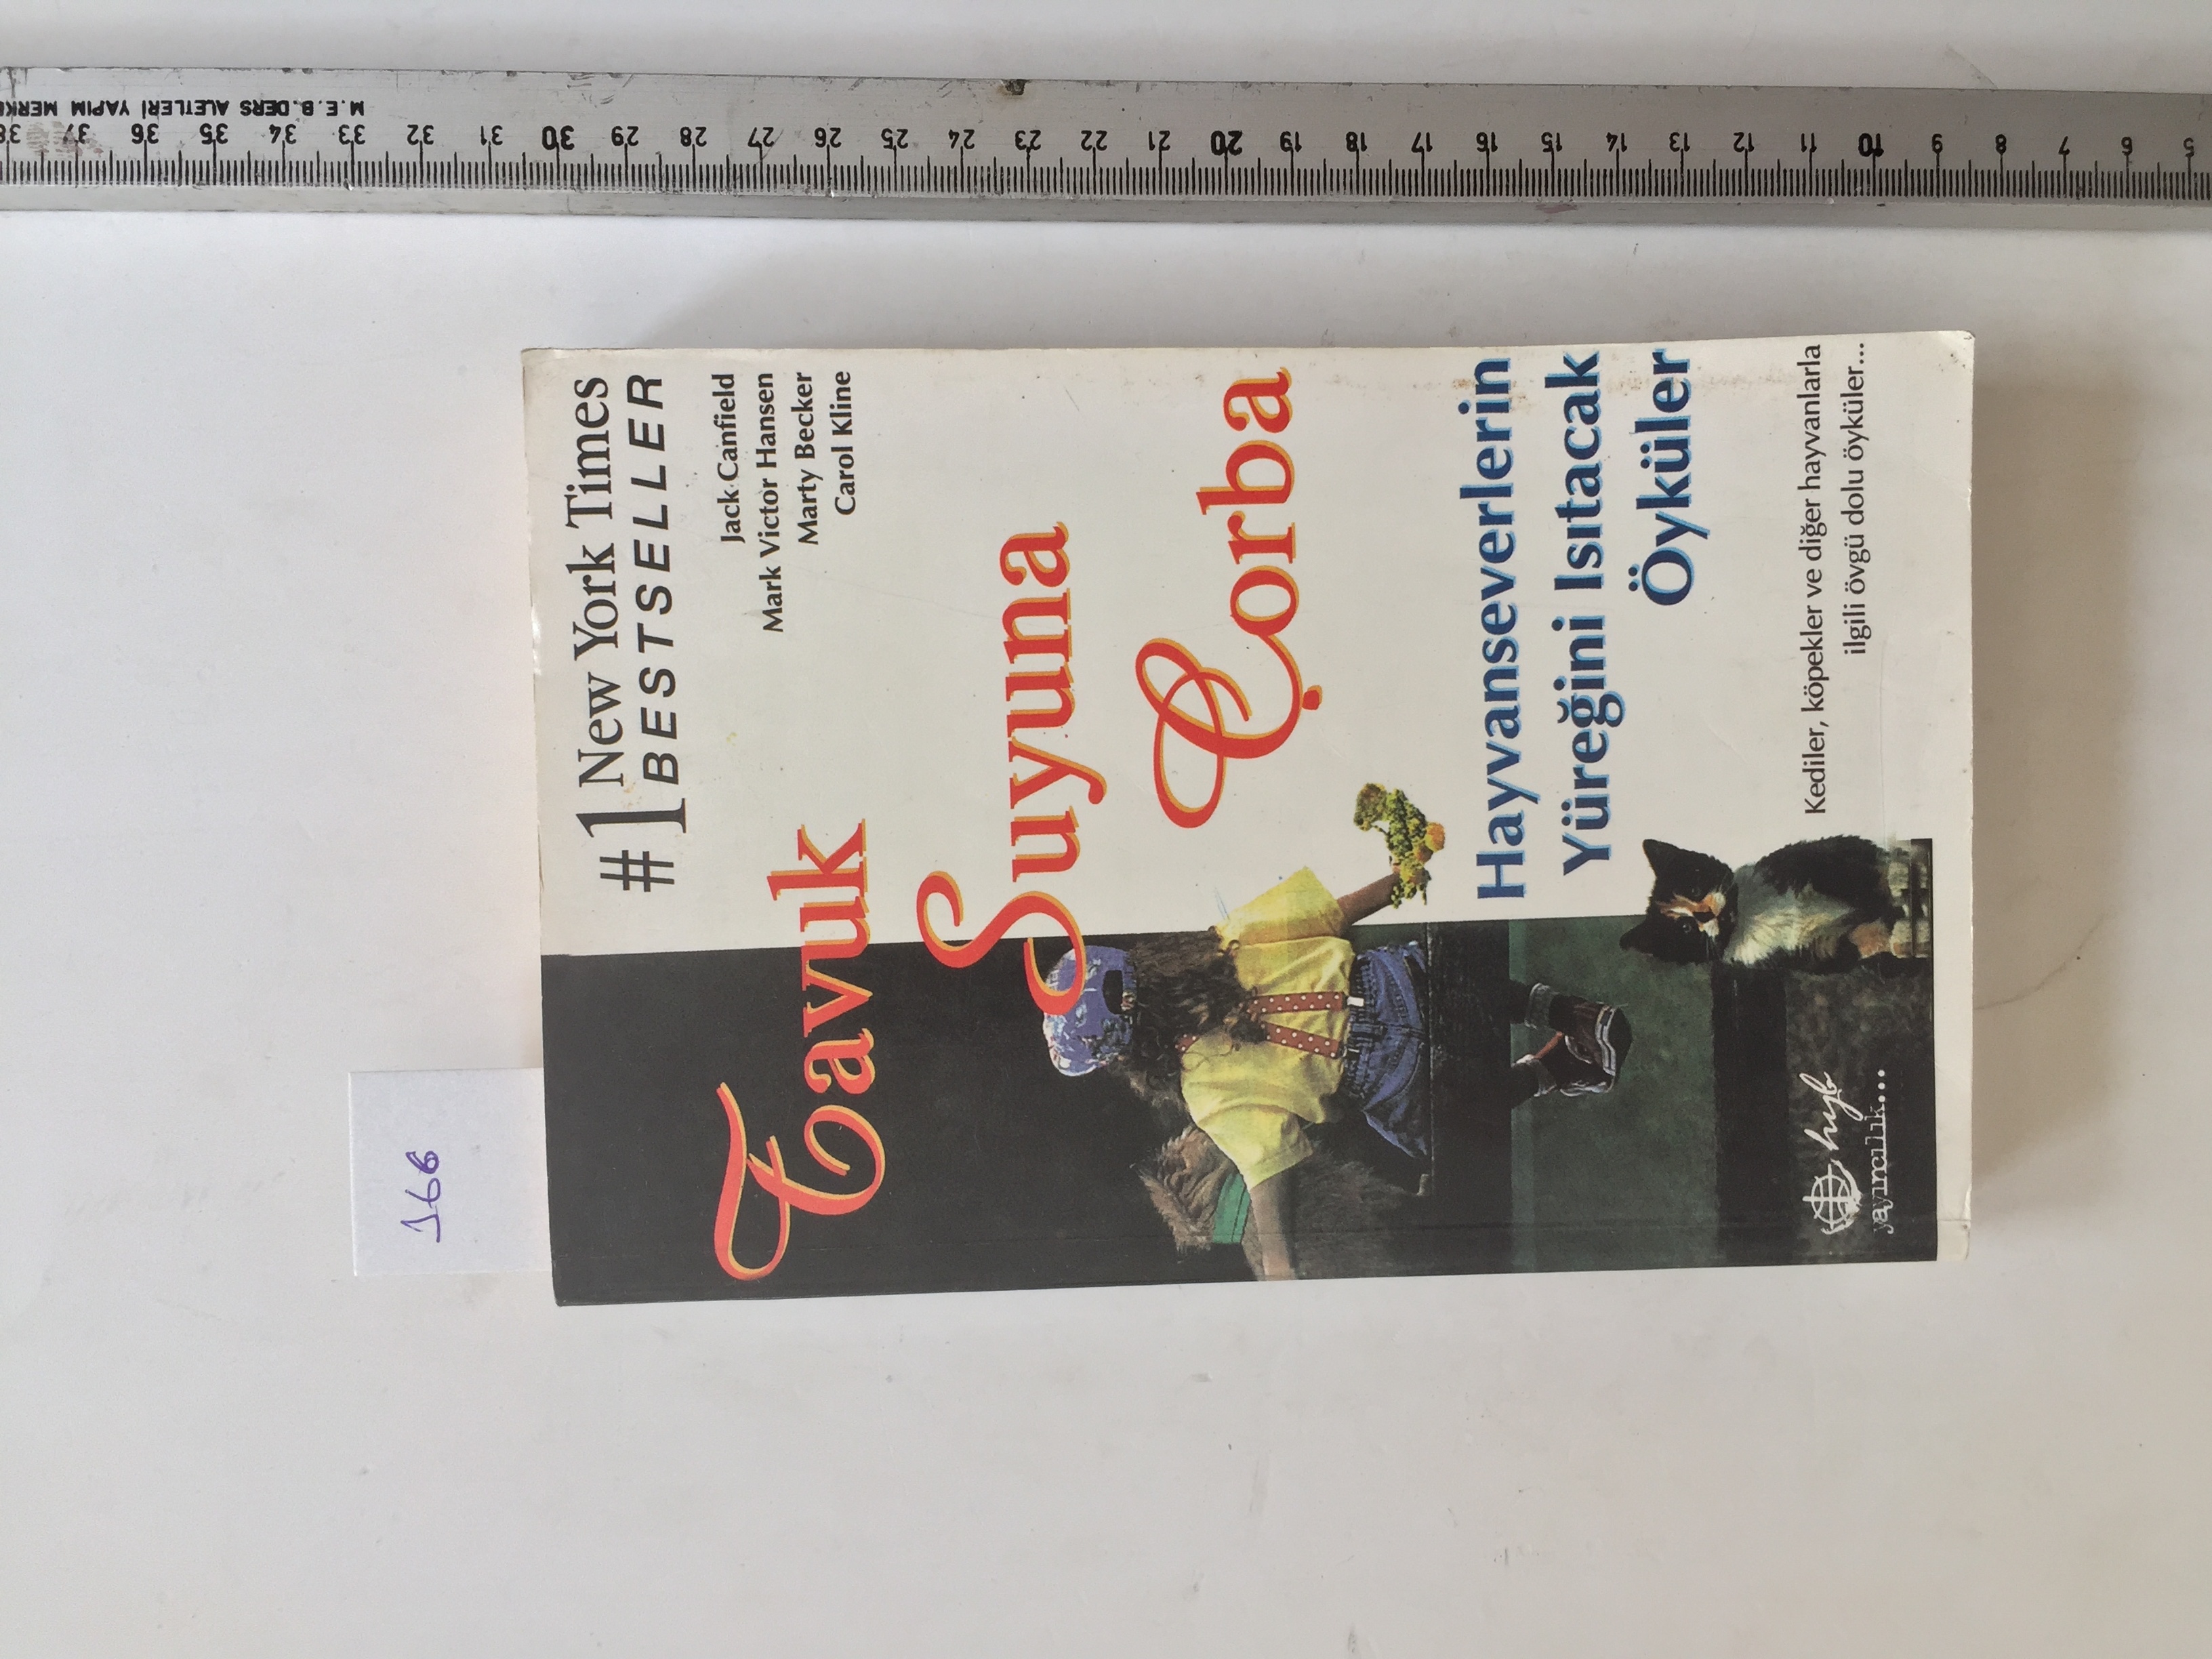 M.E.B.DERS ALETLERİ YAPIM
38 37 36 35 34 33 32 31 30 29 28 27 26 25 24 23 22 21 20 19 18 17 16 15 14 13 12 11 10 9 8 7 6 5
166
#1 New York Times
BESTSELLER
Jack Canfield
Mark Victor Hansen
Marty Becker
Carol Kline
Tavuk
Suyuna
Çorba
Hayvanseverlerin
Yüreğini Isıtacak
Öyküler
Kediler, köpekler ve diğer hayvanlarla
ilgili övgü dolu öyküler...
hyb
yayıncılık...